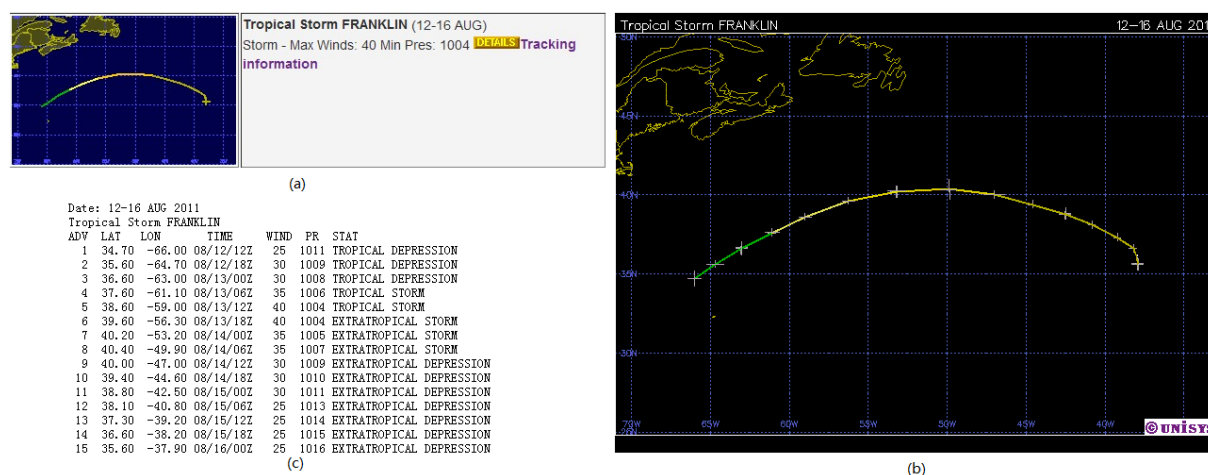 Tropical Storm FRANKLIN (12-16 AUG)
Storm - Max Winds: 40 Min Pres: 1004 DETAILS Tracking
information
(a)
Date: 12-16 AUG 2011
Tropical Storm FRANKLIN
ADV LAT LON TIME WIND PR STAT
1 34.70 -66.00 08/12/12Z 25 1011 TROPICAL DEPRESSION
2 35.60 -64.70 08/12/18Z 30 1009 TROPICAL DEPRESSION
3 36.60 -63.00 08/13/00Z 30 1008 TROPICAL DEPRESSION
4 37.60 -61.10 08/13/06Z 35 1006 TROPICAL STORM
5 38.60 -59.00 08/13/12Z 40 1004 TROPICAL STORM
6 39.60 -56.30 08/13/18Z 40 1004 EXTRATROPICAL STORM
7 40.20 -53.20 08/14/00Z 35 1005 EXTRATROPICAL STORM
8 40.40 -49.90 08/14/06Z 35 1007 EXTRATROPICAL STORM
9 40.00 -47.00 08/14/12Z 30 1009 EXTRATROPICAL DEPRESSION
10 39.40 -44.60 08/14/18Z 30 1010 EXTRATROPICAL DEPRESSION
11 38.80 -42.50 08/15/00Z 30 1011 EXTRATROPICAL DEPRESSION
12 38.10 -40.80 08/15/06Z 25 1013 EXTRATROPICAL DEPRESSION
13 37.30 -39.20 08/15/12Z 25 1014 EXTRATROPICAL DEPRESSION
14 36.60 -38.20 08/15/18Z 25 1015 EXTRATROPICAL DEPRESSION
15 35.60 -37.90 08/16/00Z 25 1016 EXTRATROPICAL DEPRESSION
(c)
Tropical Storm FRANKLIN 12-16 AUG 201
50N
45N
40N
35N
30N
25N
70W 65W 60W 55W 50W 45W 40W
© UNISYS
(b)